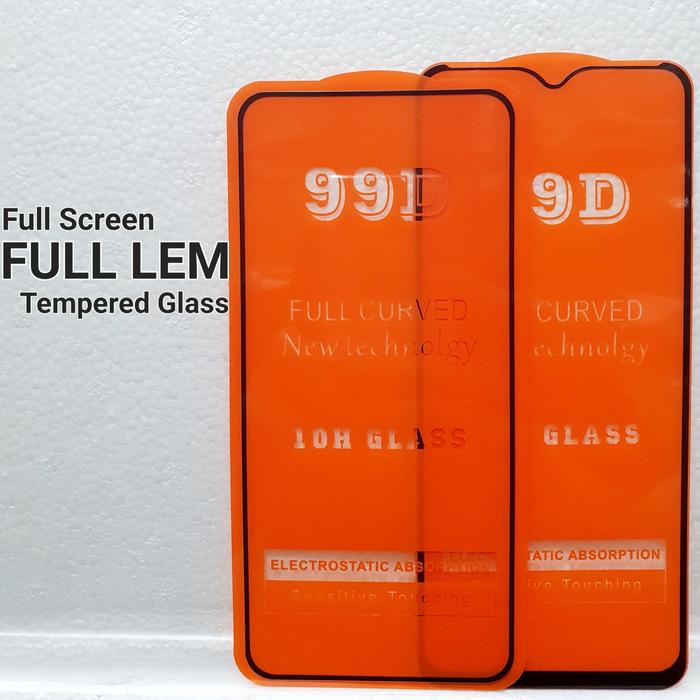 Full Screen
FULL LEM
Tempered Glass
99D
FULL CURVED
New technolgy
10H GLASS
ELECTROSTATIC ABSORPTION
Sensitive Touching
9D
CURVED
echnolgy
GLASS
ELECT
TATIC ABSORPTION
ive Touching